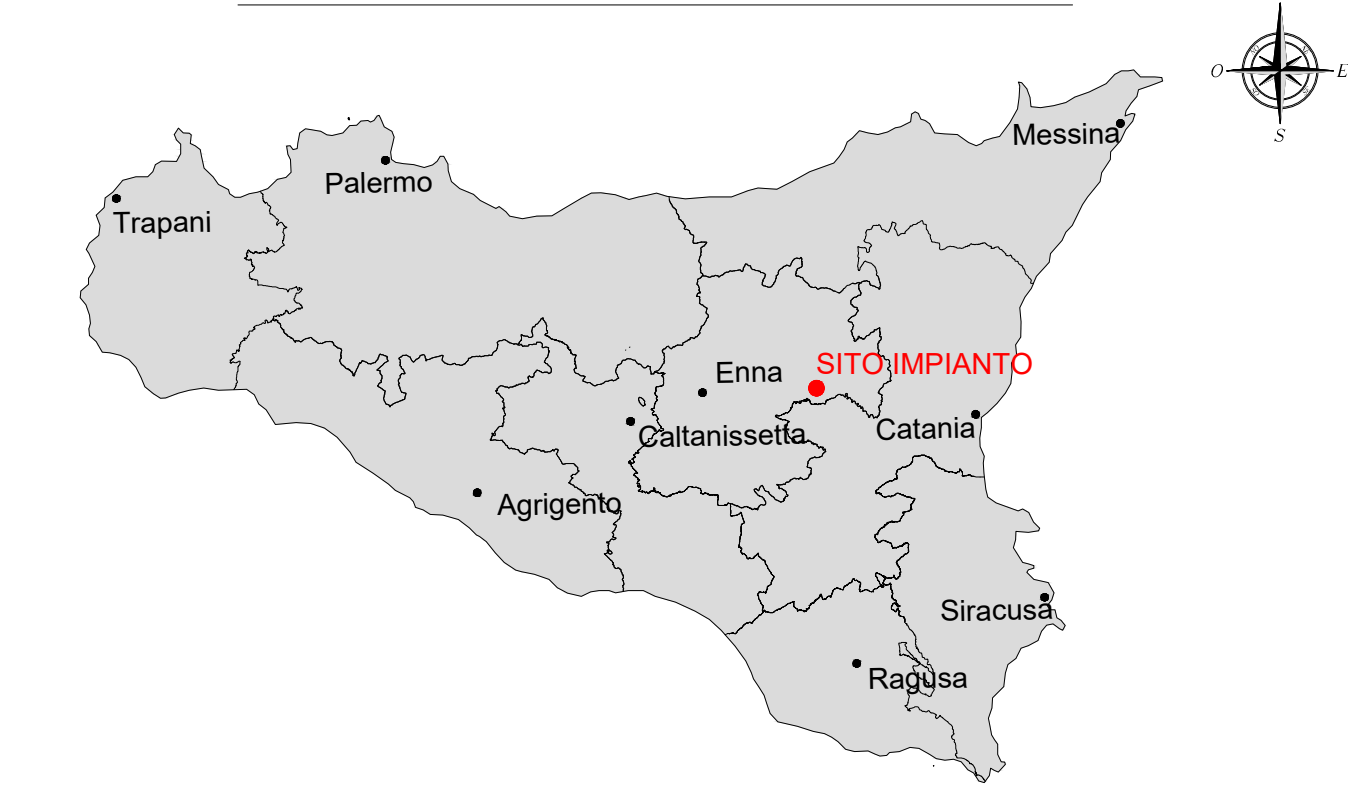 O
E
S
Messina
Palermo
Trapani
SITO IMPIANTO
Enna
Catania
Caltanissetta
Agrigento
Siracusa
Ragusa